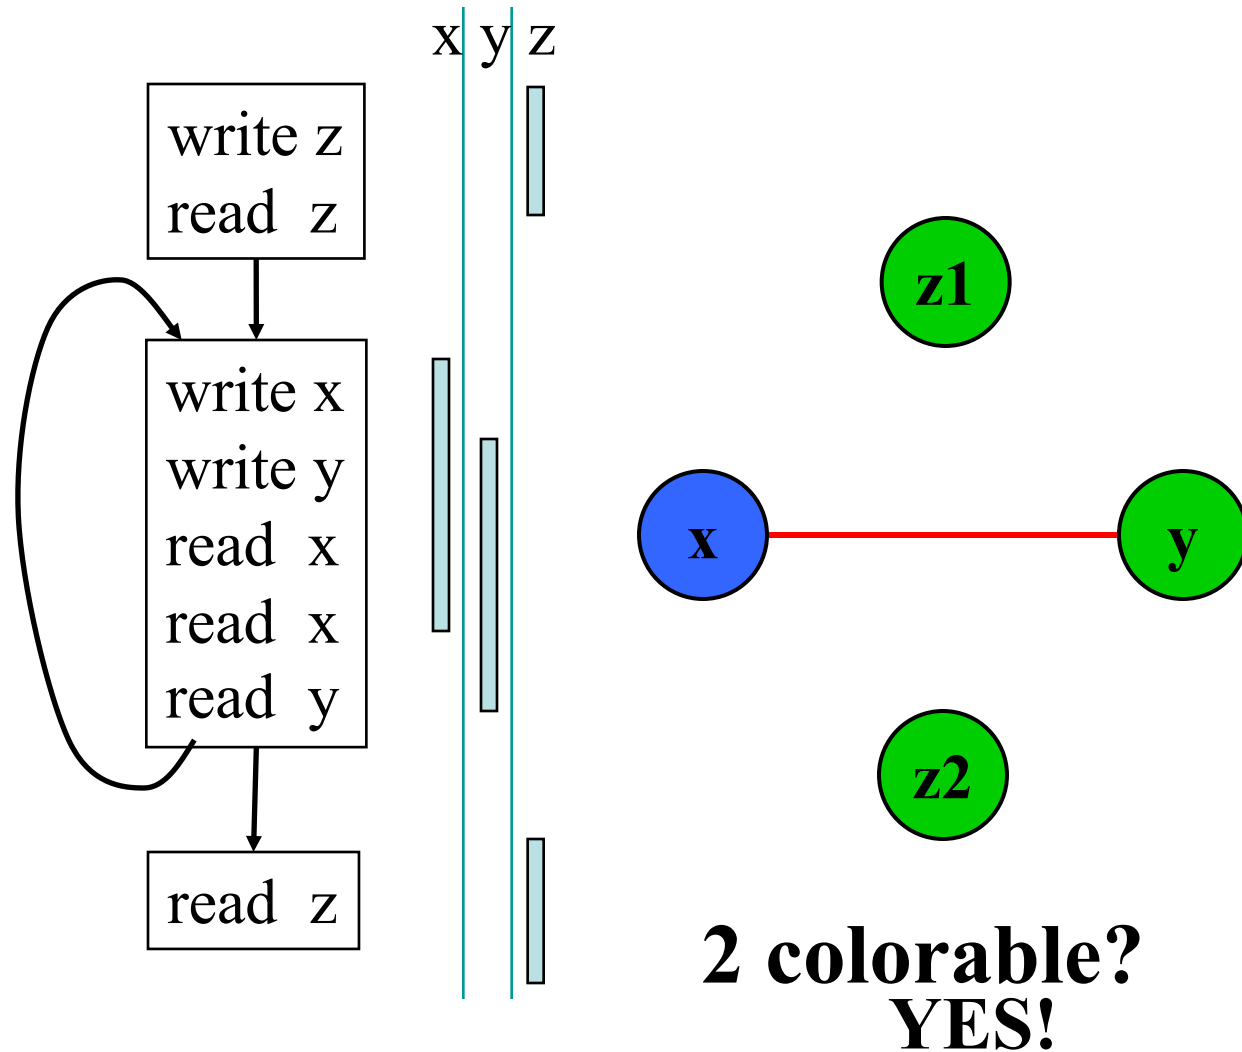 x y z
write z
read z
write x
write y
read x
read x
read y
read z
z1
x
y
z2
2 colorable?
YES!